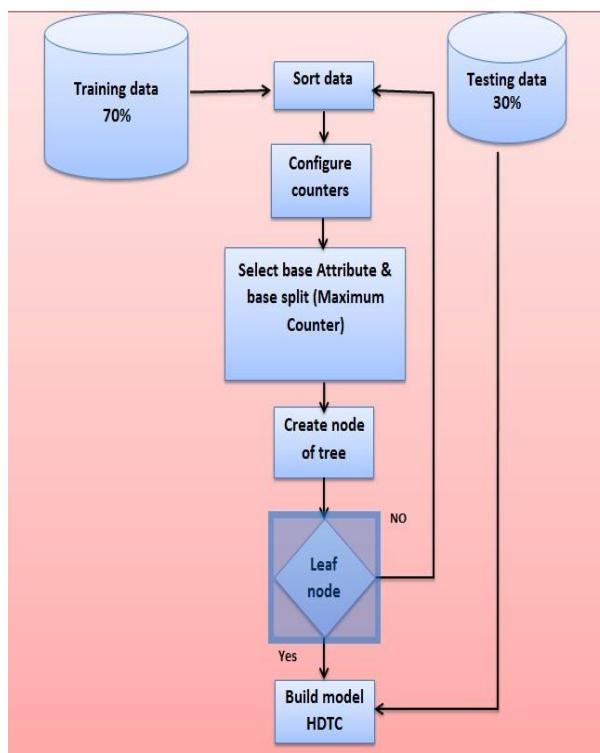 Training data
70%
Sort data
Testing data
30%
Configure
counters
Select base Attribute &
base split (Maximum
Counter)
Create node
of tree
NO
Leaf
node
Yes
Build model
HDTC